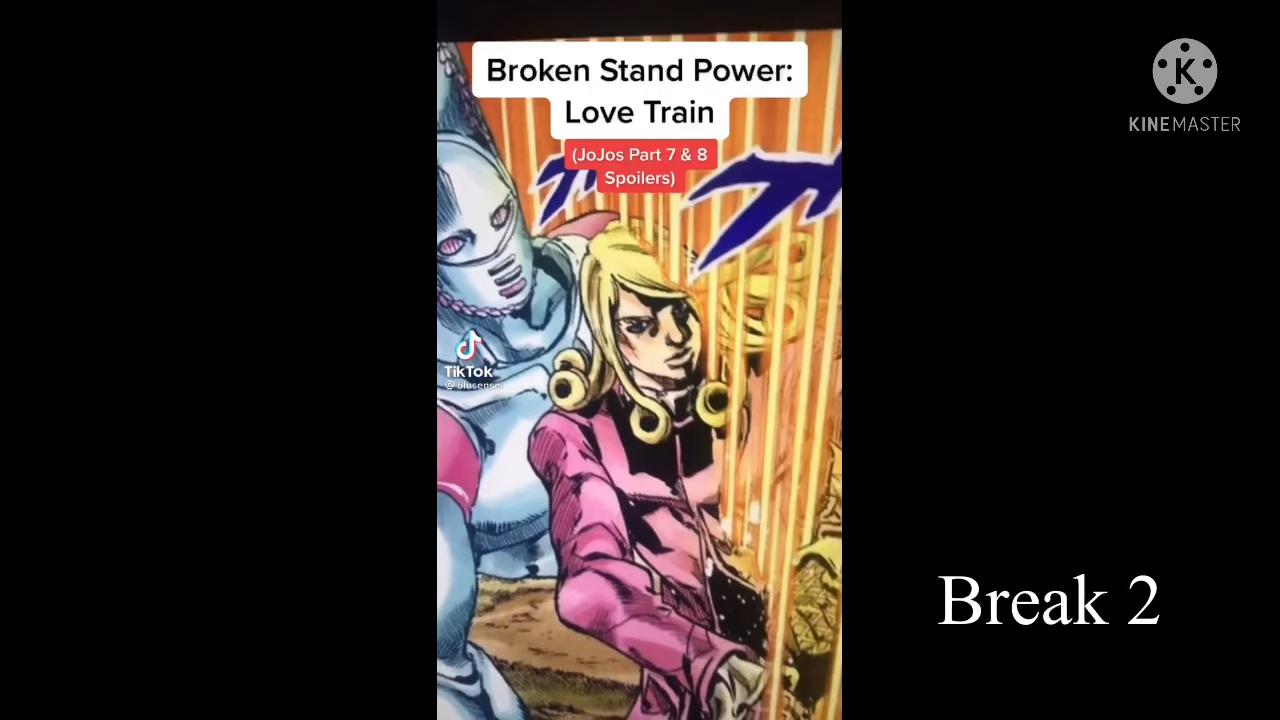 Broken Stand Power:
Love Train
(JoJos Part 7 & 8
Spoilers)
KINEMASTER
TikTok
Break 2